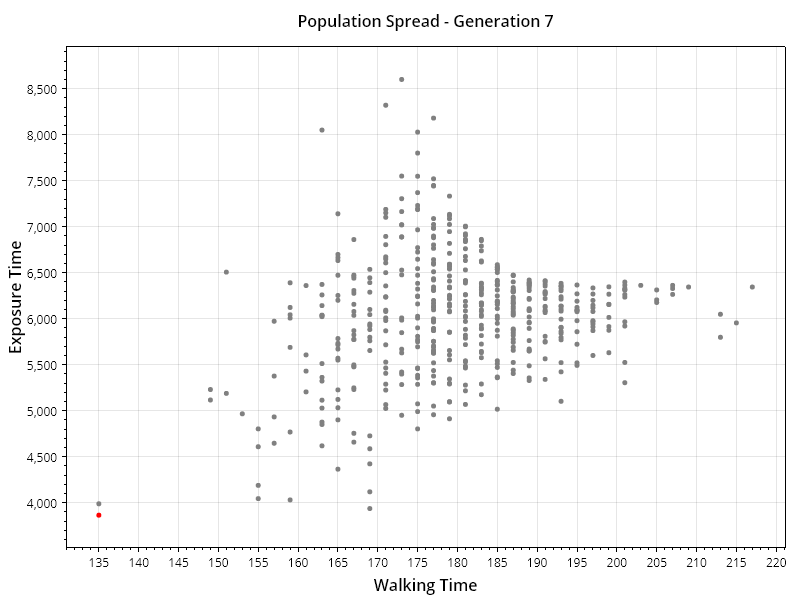 Population Spread - Generation 7
Exposure Time
8,500
8,000
7,500
7,000
6,500
6,000
5,500
5,000
4,500
4,000
135 140 145 150 155 160 165 170 175 180 185 190 195 200 205 210 215 220
Walking Time